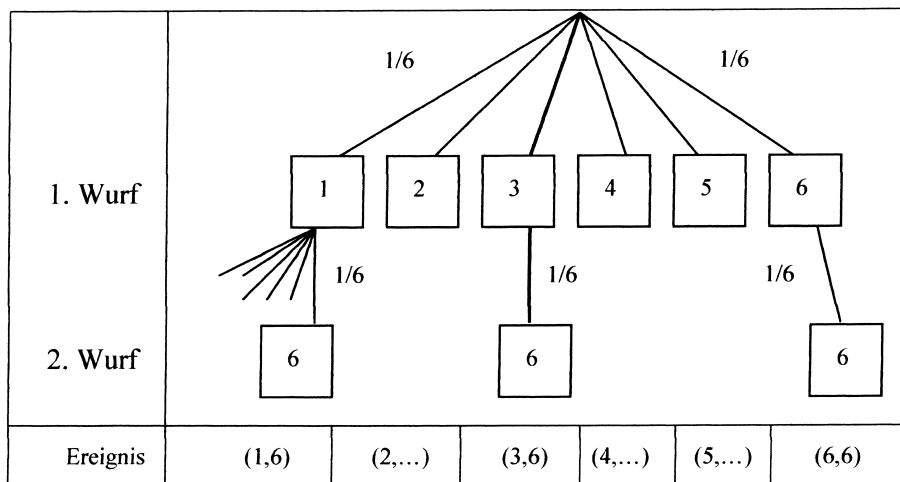 1/6 1/6
1. Wurf 1 2 3 4 5 6
1/6 1/6 1/6
2. Wurf 6 6 6
Ereignis (1,6) (2,...) (3,6) (4,...) (5,...) (6,6)